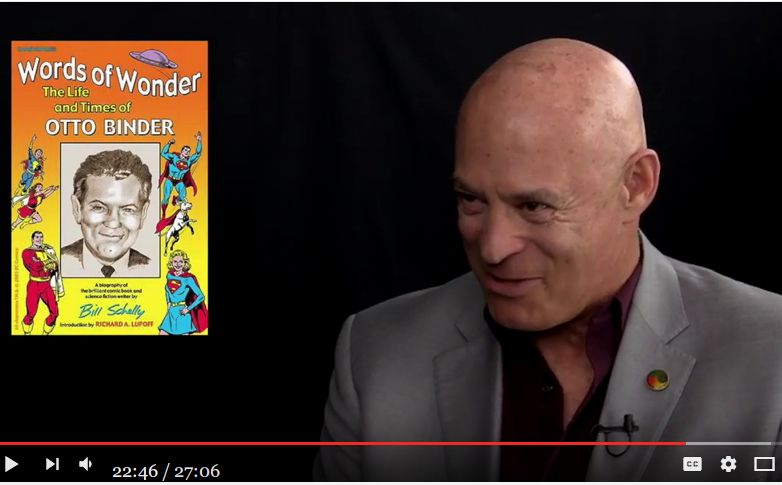 Words of Wonder
The Life
and Times of
OTTO BINDER
A biography of
the brilliant comic book and
science fiction writer by
Bill Schelly
Introduction by RICHARD A. LUPOFF
22:46 / 27:06
CC